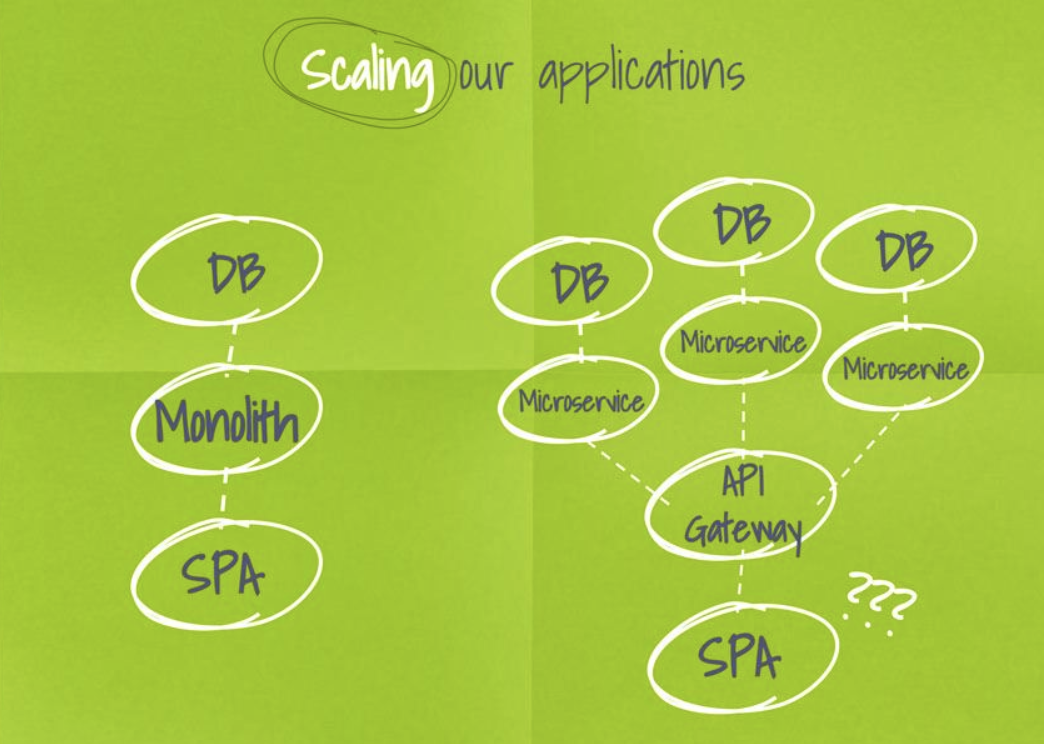 Scaling our applications
DB
Monolith
SPA
DB
DB
DB
Microservice
Microservice
Microservice
API
Gateway
SPA
???